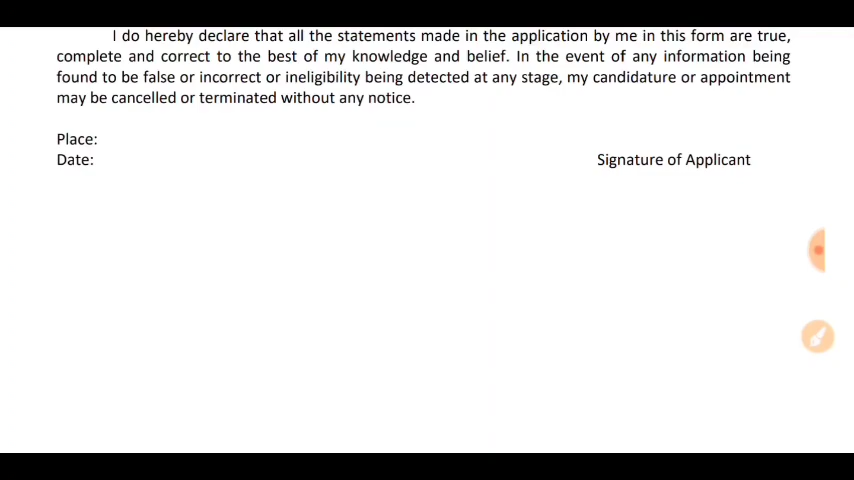 I do hereby declare that all the statements made in the application by me in this form are true,
complete and correct to the best of my knowledge and belief. In the event of any information being
found to be false or incorrect or ineligibility being detected at any stage, my candidature or appointment
may be cancelled or terminated without any notice.
Place:
Date:
Signature of Applicant